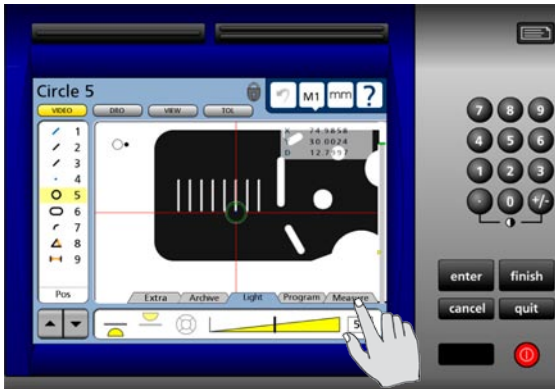 Circle 5
M1 mm ?
VIDEO DRO VIEW TOL
1
2
3
4
5
6
7
8
9
Pos
X 74.9858
30.0024
D 12.7997
Extra Archive Light Program Measure
7 8 9
4 5 6
1 2 3
. 0 +/-
enter finish
cancel quit